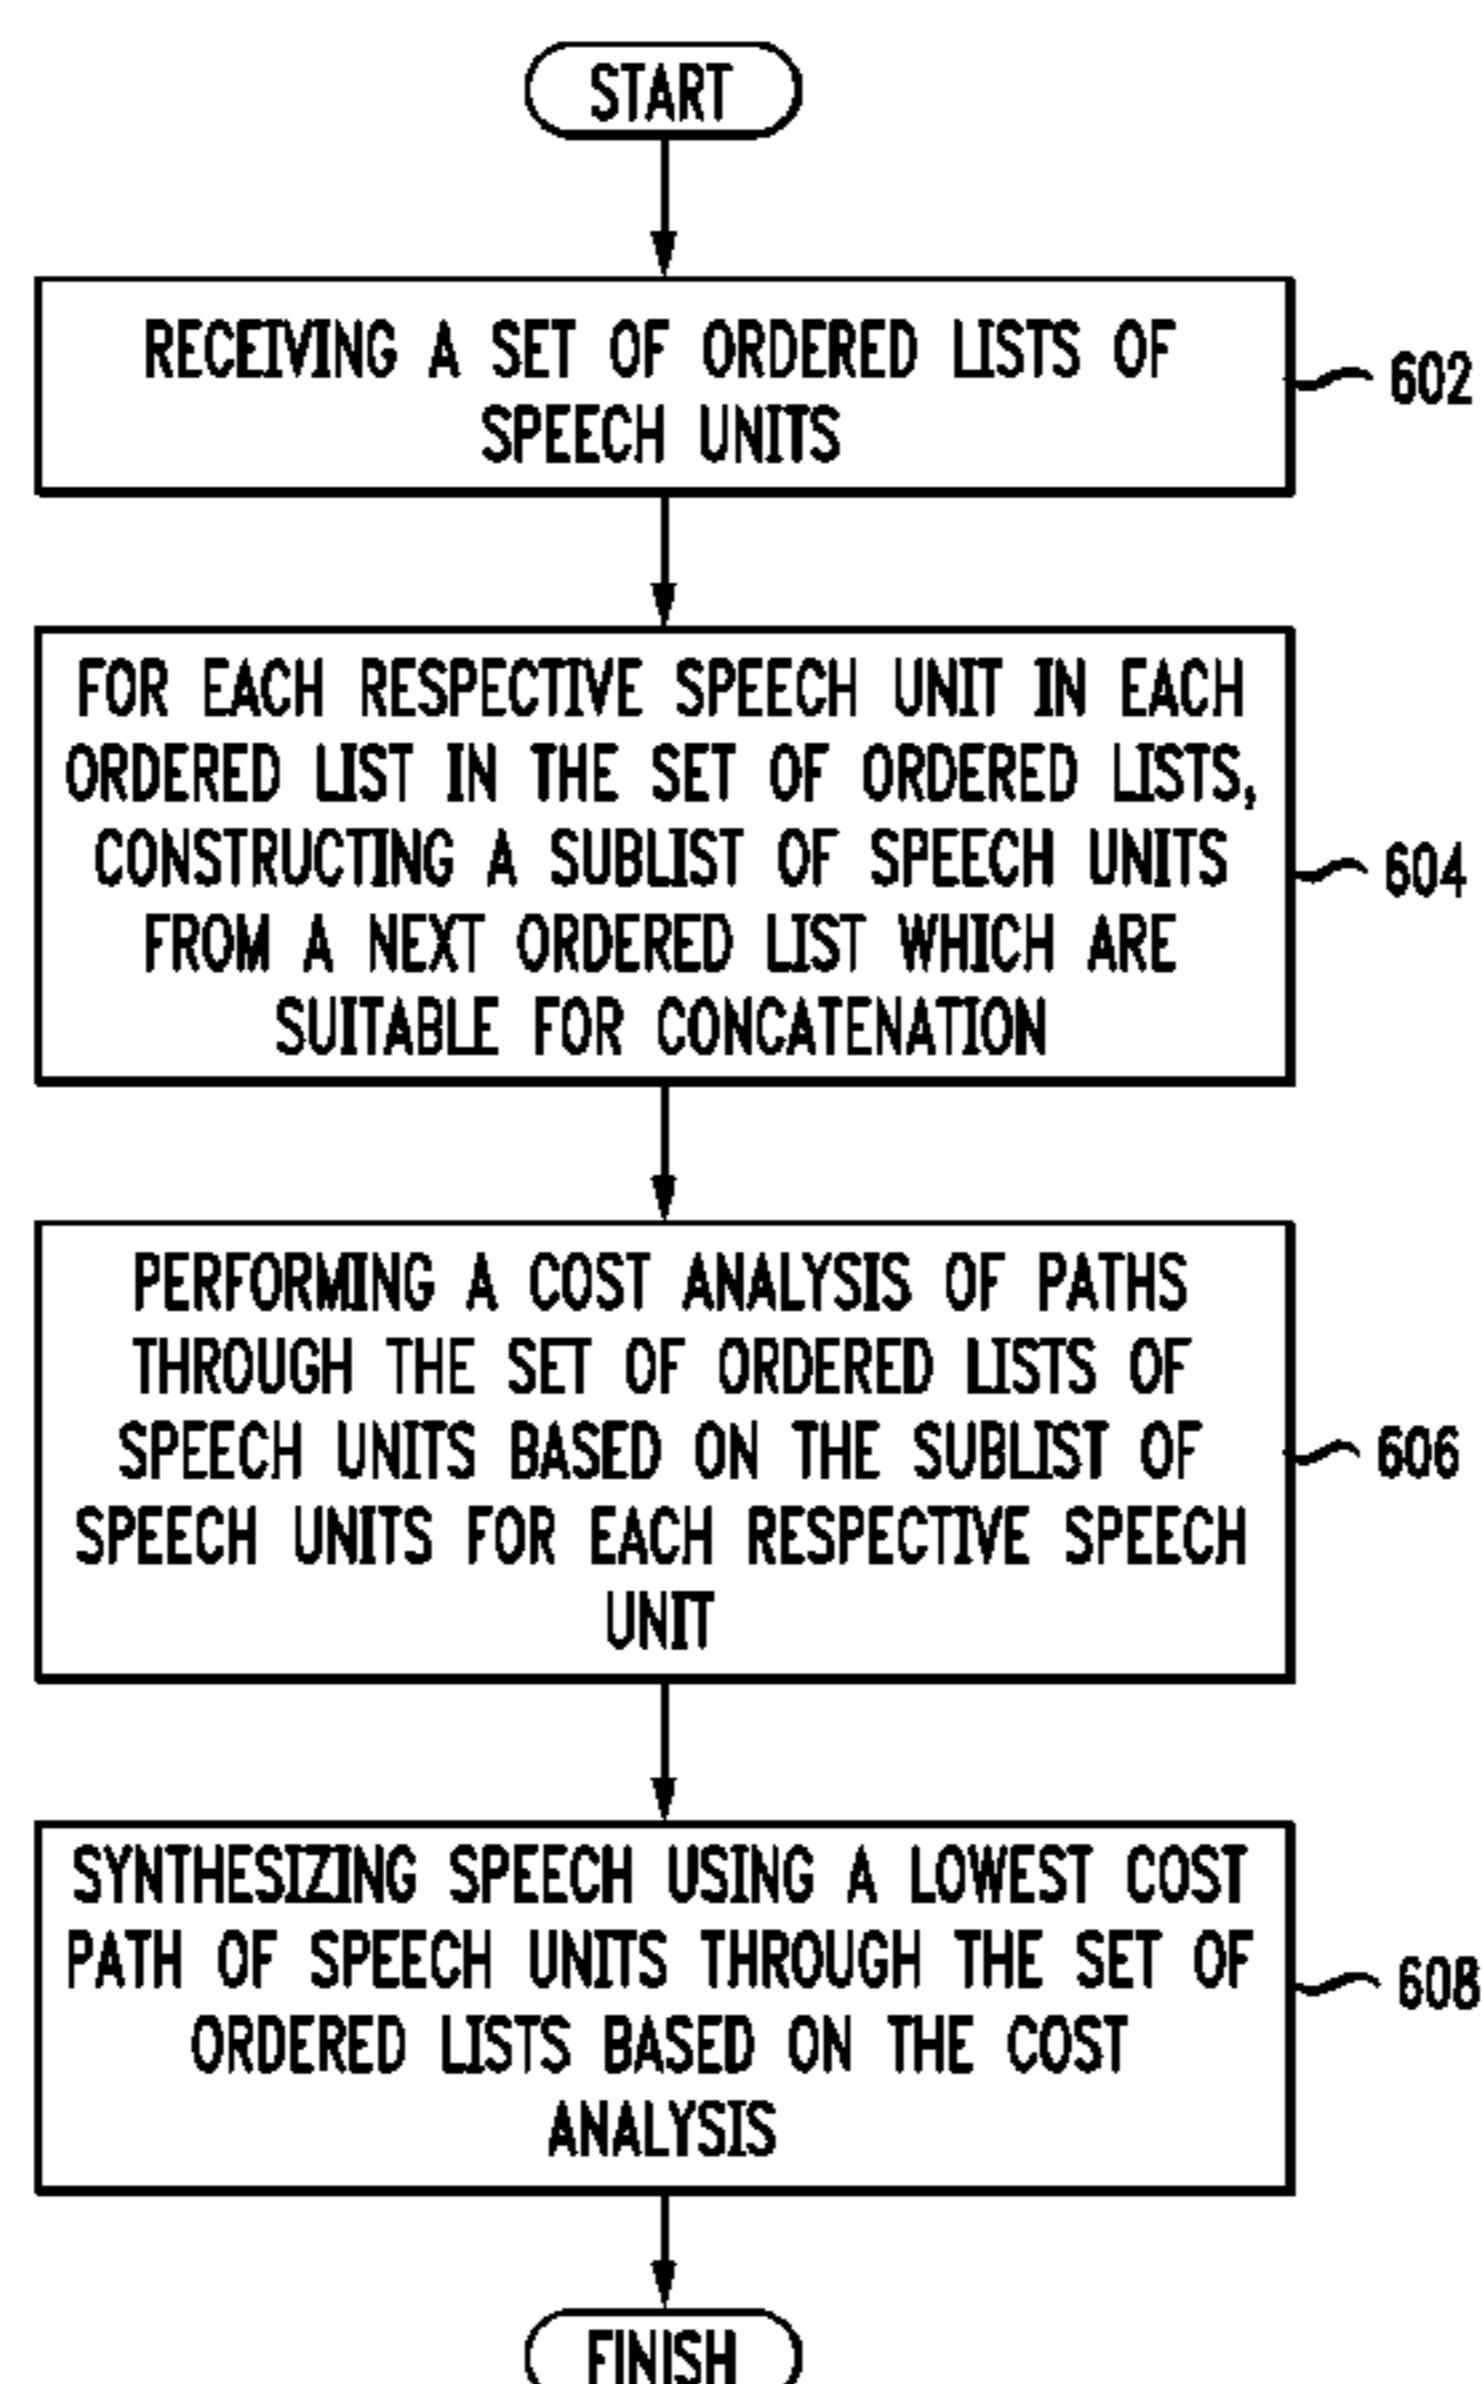 START
RECEIVING A SET OF ORDERED LISTS OF
SPEECH UNITS
602
FOR EACH RESPECTIVE SPEECH UNIT IN EACH
ORDERED LIST IN THE SET OF ORDERED LISTS,
CONSTRUCTING A SUBLIST OF SPEECH UNITS
FROM A NEXT ORDERED LIST WHICH ARE
SUITABLE FOR CONCATENATION
604
PERFORMING A COST ANALYSIS OF PATHS
THROUGH THE SET OF ORDERED LISTS OF
SPEECH UNITS BASED ON THE SUBLIST OF
SPEECH UNITS FOR EACH RESPECTIVE SPEECH
UNIT
606
SYNTHESIZING SPEECH USING A LOWEST COST
PATH OF SPEECH UNITS THROUGH THE SET OF
ORDERED LISTS BASED ON THE COST
ANALYSIS
608
FINISH